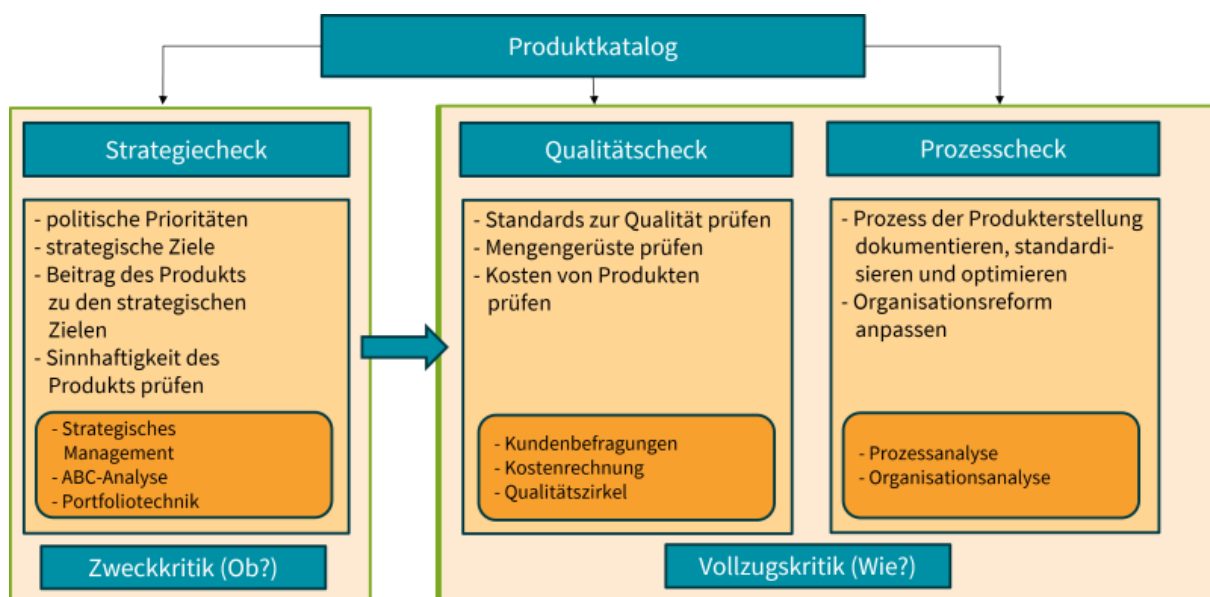 Produktkatalog
Strategiecheck
- politische Prioritäten
- strategische Ziele
- Beitrag des Produkts
zu den strategischen
Zielen
- Sinnhaftigkeit des
Produkts prüfen
- Strategisches
Management
- ABC-Analyse
- Portfoliotechnik
Zweckkritik (Ob?)
Qualitätscheck
- Standards zur Qualität prüfen
- Mengengerüste prüfen
- Kosten von Produkten
prüfen
- Kundenbefragungen
- Kostenrechnung
- Qualitätszirkel
Prozesscheck
- Prozess der Produkterstellung
dokumentieren, standardi-
sieren und optimieren
- Organisationsreform
anpassen
- Prozessanalyse
- Organisationsanalyse
Vollzugskritik (Wie?)